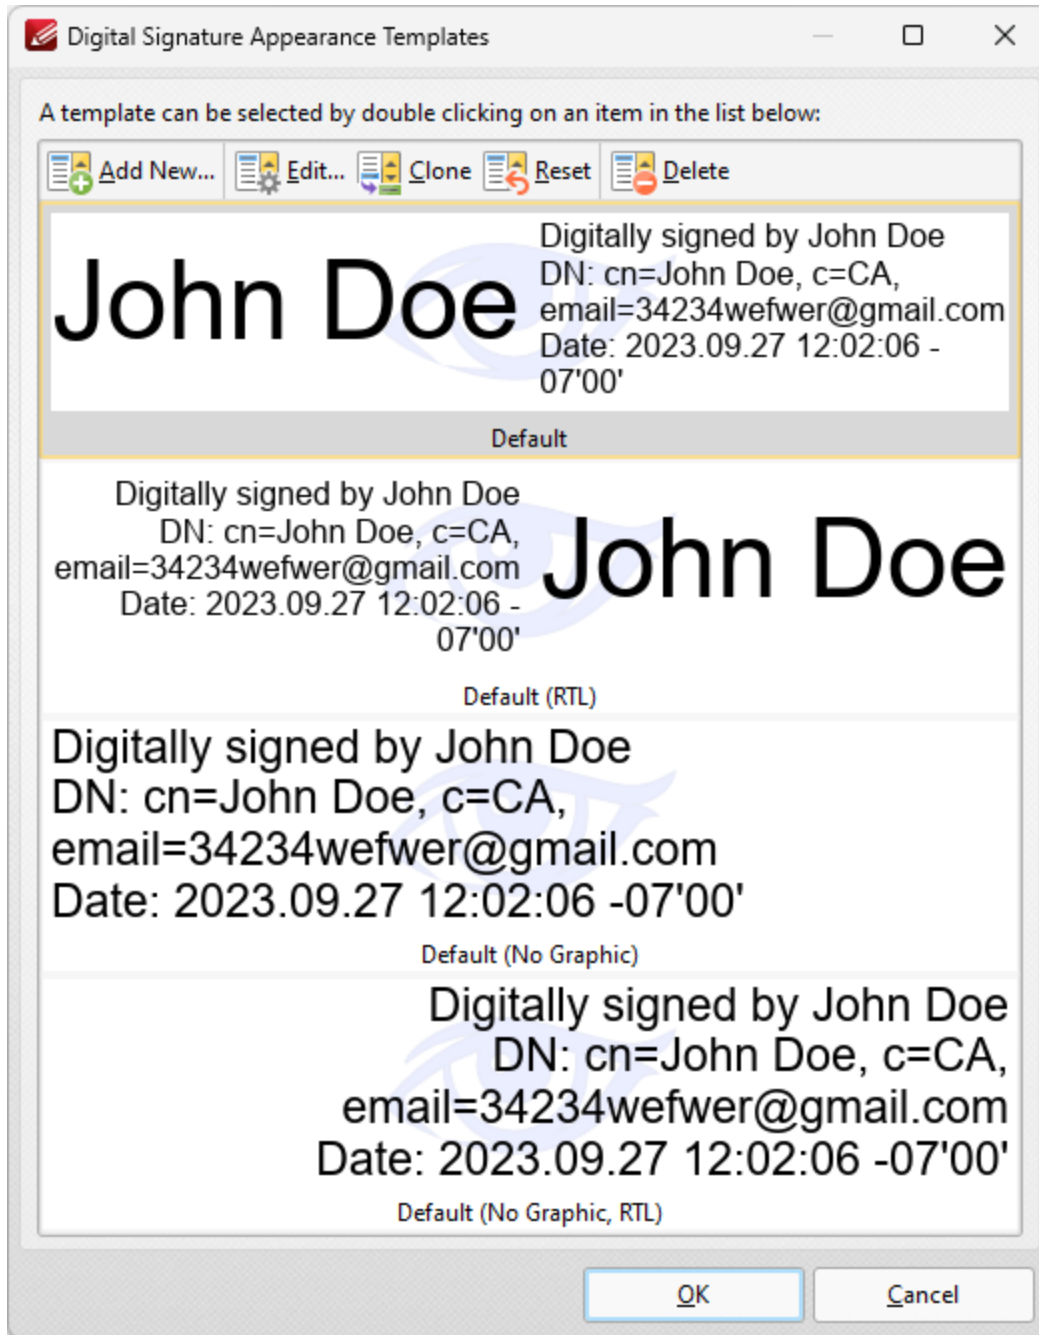 Digital Signature Appearance Templates
A template can be selected by double clicking on an item in the list below:
Add New... Edit... Clone Reset Delete
John Doe
Digitally signed by John Doe
DN: cn=John Doe, c=CA,
email=34234wefwer@gmail.com
Date: 2023.09.27 12:02:06 -
07'00'
Default
Digitally signed by John Doe
DN: cn=John Doe, c=CA,
email=34234wefwer@gmail.com
Date: 2023.09.27 12:02:06 -
07'00'
John Doe
Default (RTL)
Digitally signed by John Doe
DN: cn=John Doe, c=CA,
email=34234wefwer@gmail.com
Date: 2023.09.27 12:02:06 -07'00'
Default (No Graphic)
Digitally signed by John Doe
DN: cn=John Doe, c=CA,
email=34234wefwer@gmail.com
Date: 2023.09.27 12:02:06 -07'00'
Default (No Graphic, RTL)
OK Cancel